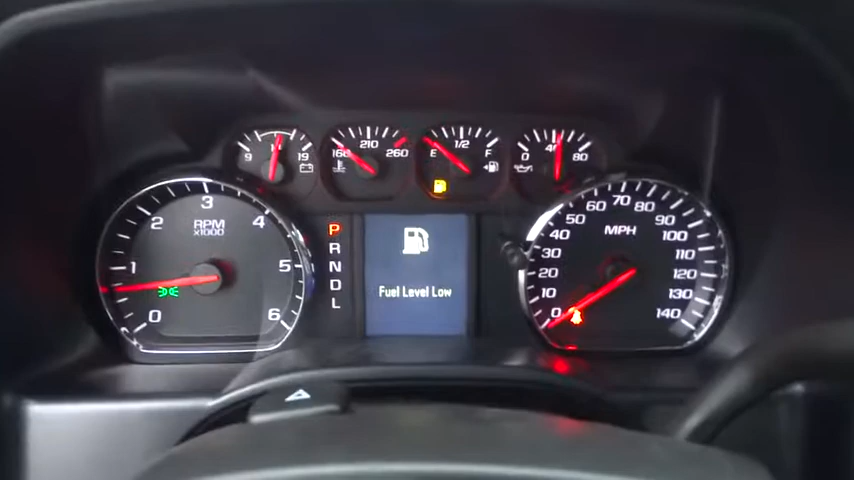 9 14 19
160 210 260
E 1/2 F
0 40 80
RPM
X1000
0 1 2 3 4 5 6
P
R
N
D
L
Fuel Level Low
MPH
0 10 20 30 40 50 60 70 80 90 100 110 120 130 140